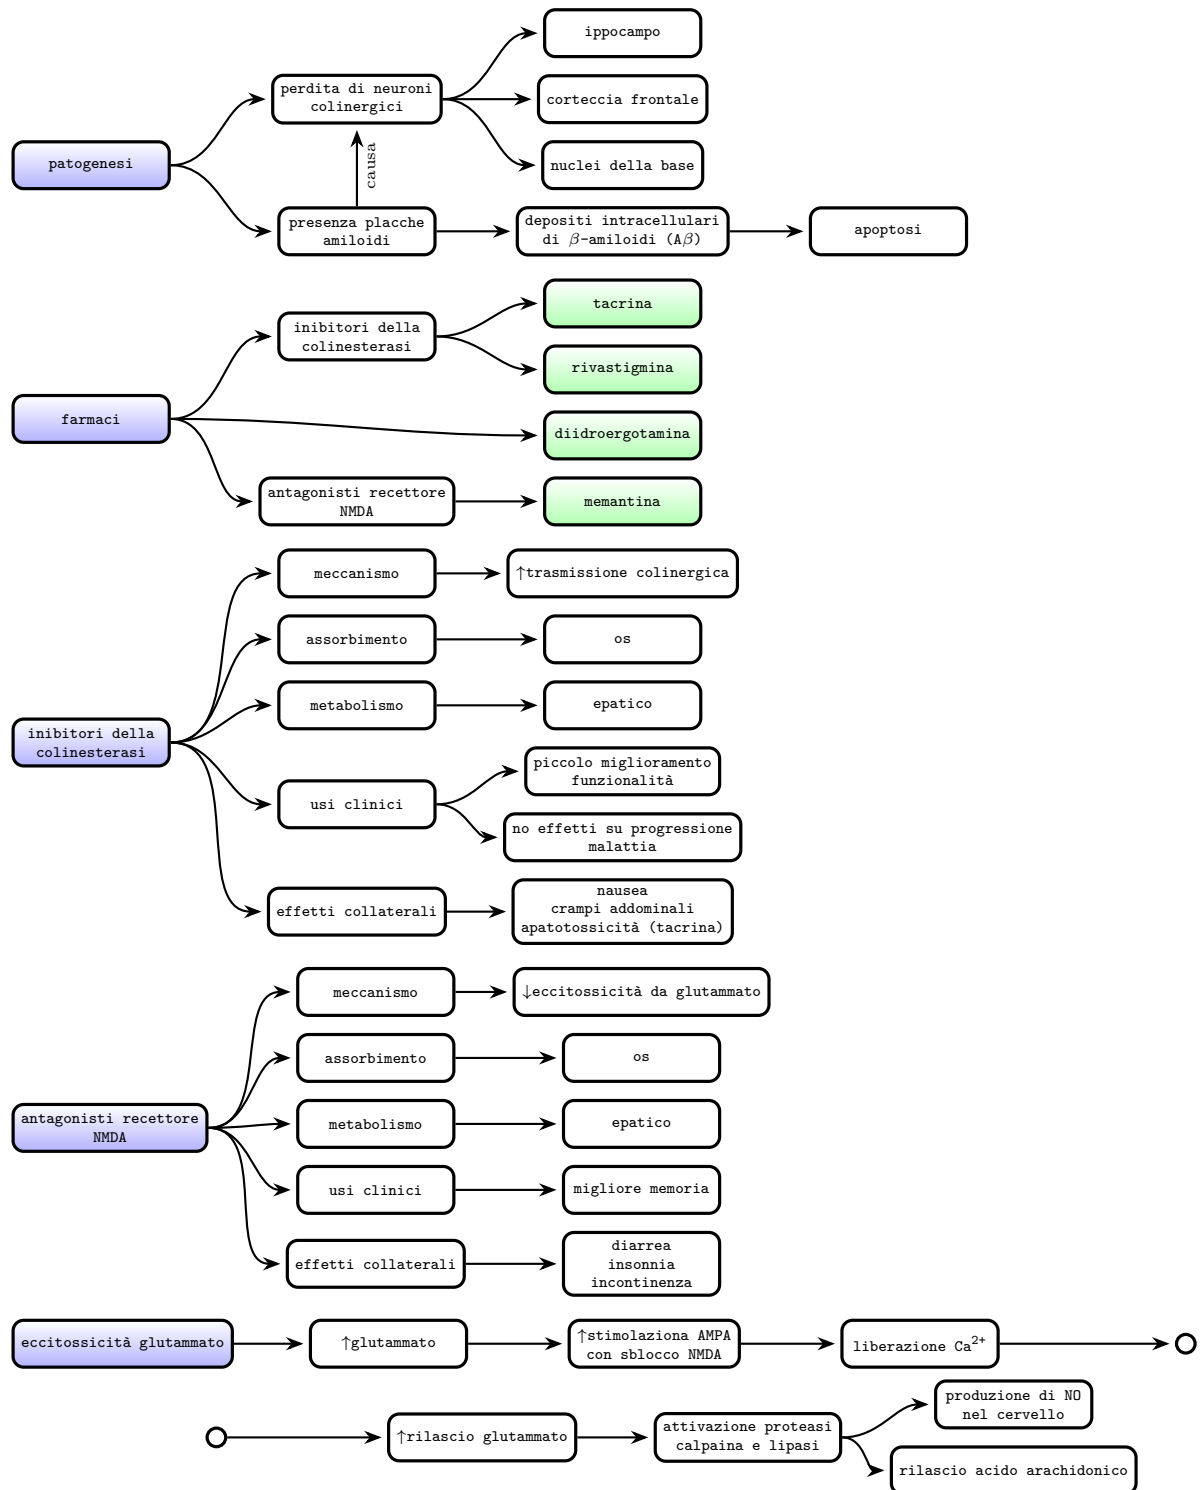 patogenesi
perdita di neuroni
colinergici
ippocampo
corteccia frontale
nuclei della base
causa
presenza placche
amiloidi
depositi intracellulari
di β-amiloidi (Aβ)
apoptosi
farmaci
inibitori della
colinesterasi
tacrina
rivastigmina
diidroergotamina
antagonisti recettore
NMDA
memantina
inibitori della
colinesterasi
meccanismo
↑trasmissione colinergica
assorbimento
os
metabolismo
epatico
usi clinici
piccolo miglioramento
funzionalità
no effetti su progressione
malattia
effetti collaterali
nausea
crampi addominali
apatotossicità (tacrina)
antagonisti recettore
NMDA
meccanismo
↓eccitossicità da glutammato
assorbimento
os
metabolismo
epatico
usi clinici
migliore memoria
effetti collaterali
diarrea
insonnia
incontinenza
eccitossicità glutammato
↑glutammato
↑stimolaziona AMPA
con sblocco NMDA
liberazione Ca²⁺
↑rilascio glutammato
attivazione proteasi
calpaina e lipasi
produzione di NO
nel cervello
rilascio acido arachidonico